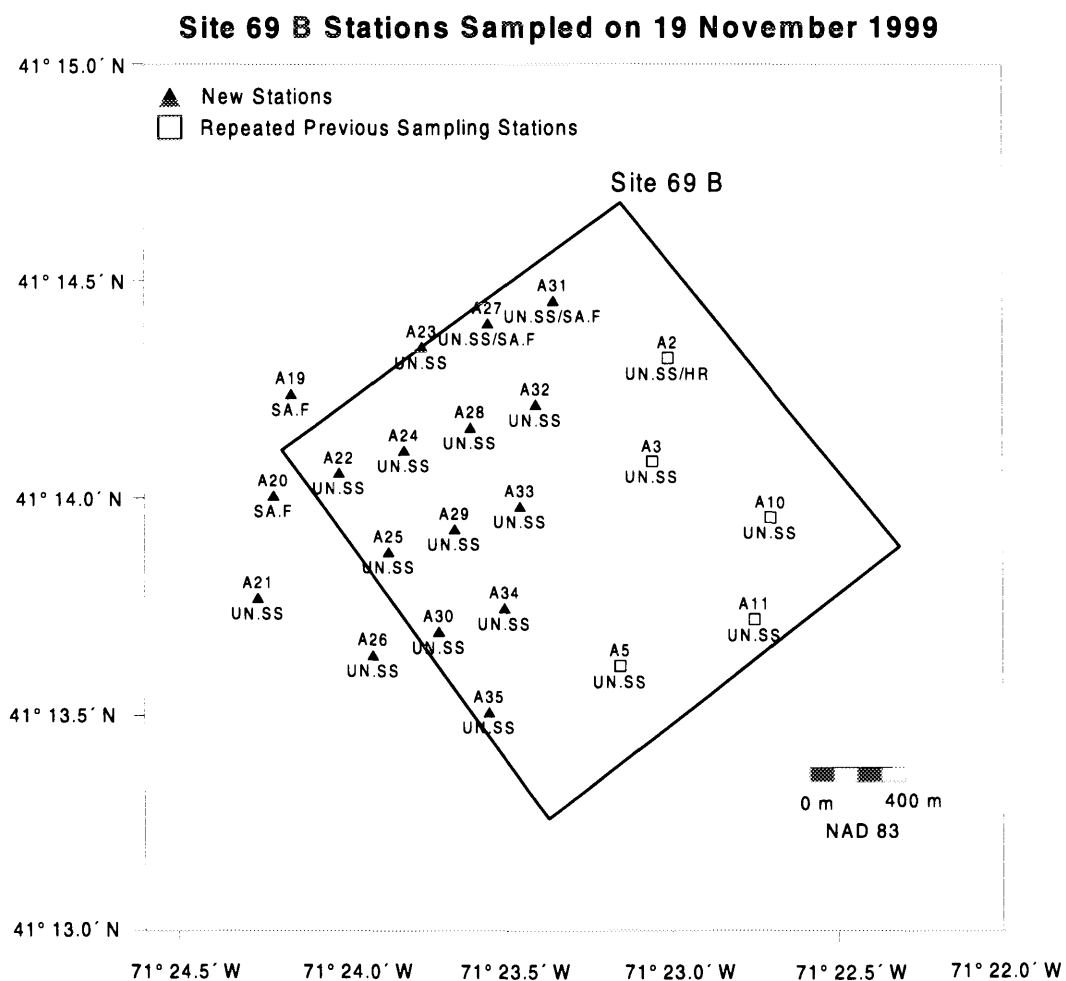 Site 69 B Stations Sampled on 19 November 1999
41° 15.0´ N
New Stations
Repeated Previous Sampling Stations
Site 69 B
41° 14.5´ N
A31
UN.SS/SA.F
A27
UN.SS/SA.F
A23
UN.SS
A2
UN.SS/HR
A19
SA.F
A32
UN.SS
A28
UN.SS
A24
UN.SS
A3
UN.SS
A22
UN.SS
41° 14.0´ N
A20
SA.F
A33
UN.SS
A10
UN.SS
A29
UN.SS
A25
UN.SS
A21
UN.SS
A34
UN.SS
A11
UN.SS
A30
UN.SS
A26
UN.SS
A5
UN.SS
A35
UN.SS
41° 13.5´ N
0 m 400 m
NAD 83
41° 13.0´ N
71° 24.5´ W 71° 24.0´ W 71° 23.5´ W 71° 23.0´ W 71° 22.5´ W 71° 22.0´ W